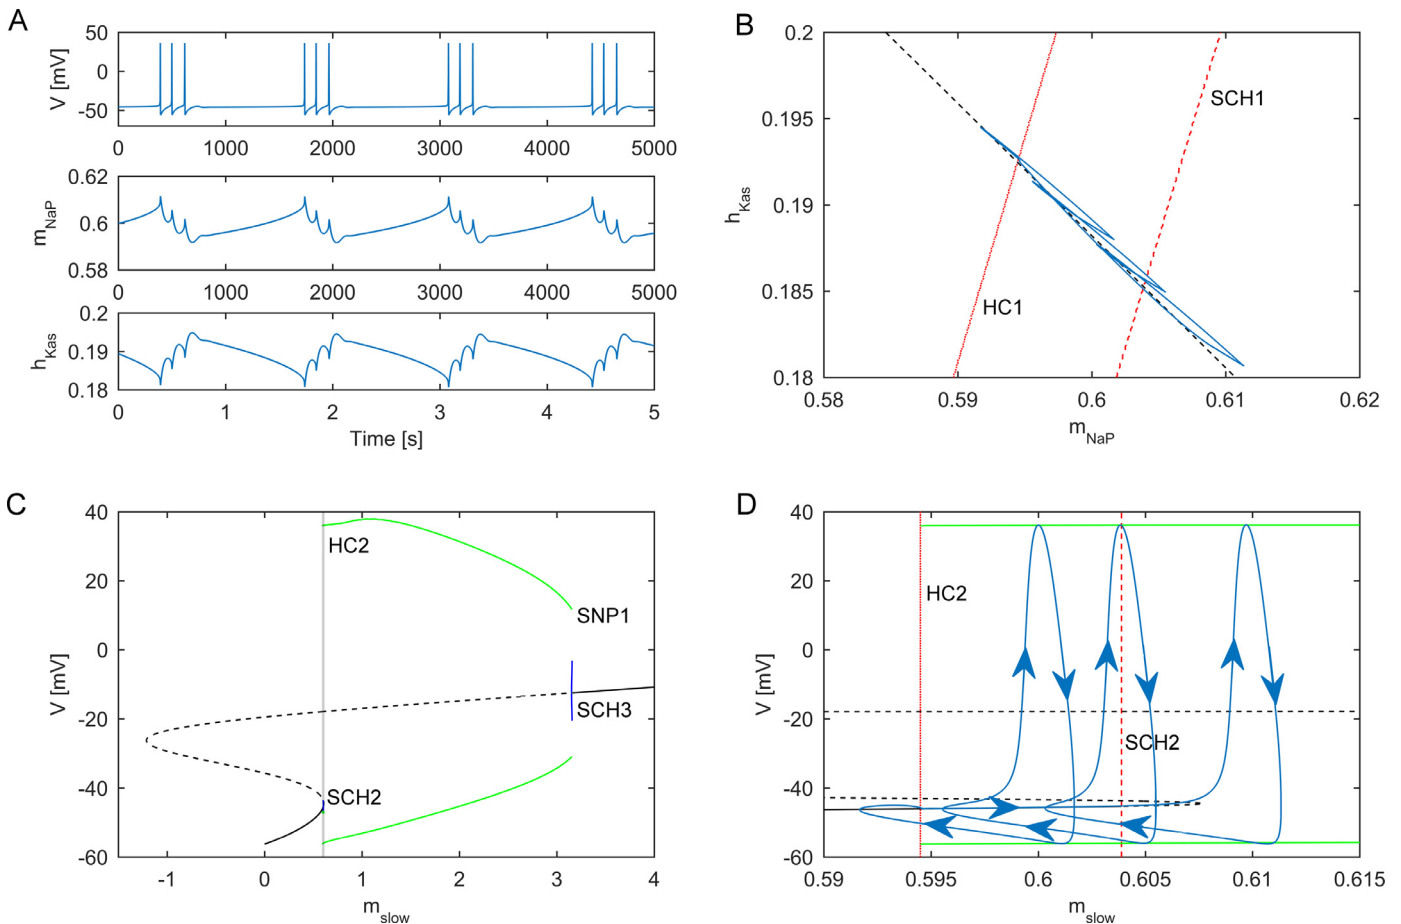 A
V [mV]
50
0
-50
0 1000 2000 3000 4000 5000
m_NaP
0.62
0.6
0.58
0 1000 2000 3000 4000 5000
h_Kas
0.2
0.19
0.18
0 1 2 3 4 5
Time [s]
B
h_Kas
0.2
0.195
0.19
0.185
0.18
SCH1
HC1
0.58 0.59 0.6 0.61 0.62
m_NaP
C
V [mV]
40
20
0
-20
-40
-60
HC2
SNP1
SCH3
SCH2
-1 0 1 2 3 4
m_slow
D
V [mV]
40
20
0
-20
-40
-60
HC2
SCH2
0.59 0.595 0.6 0.605 0.61 0.615
m_slow